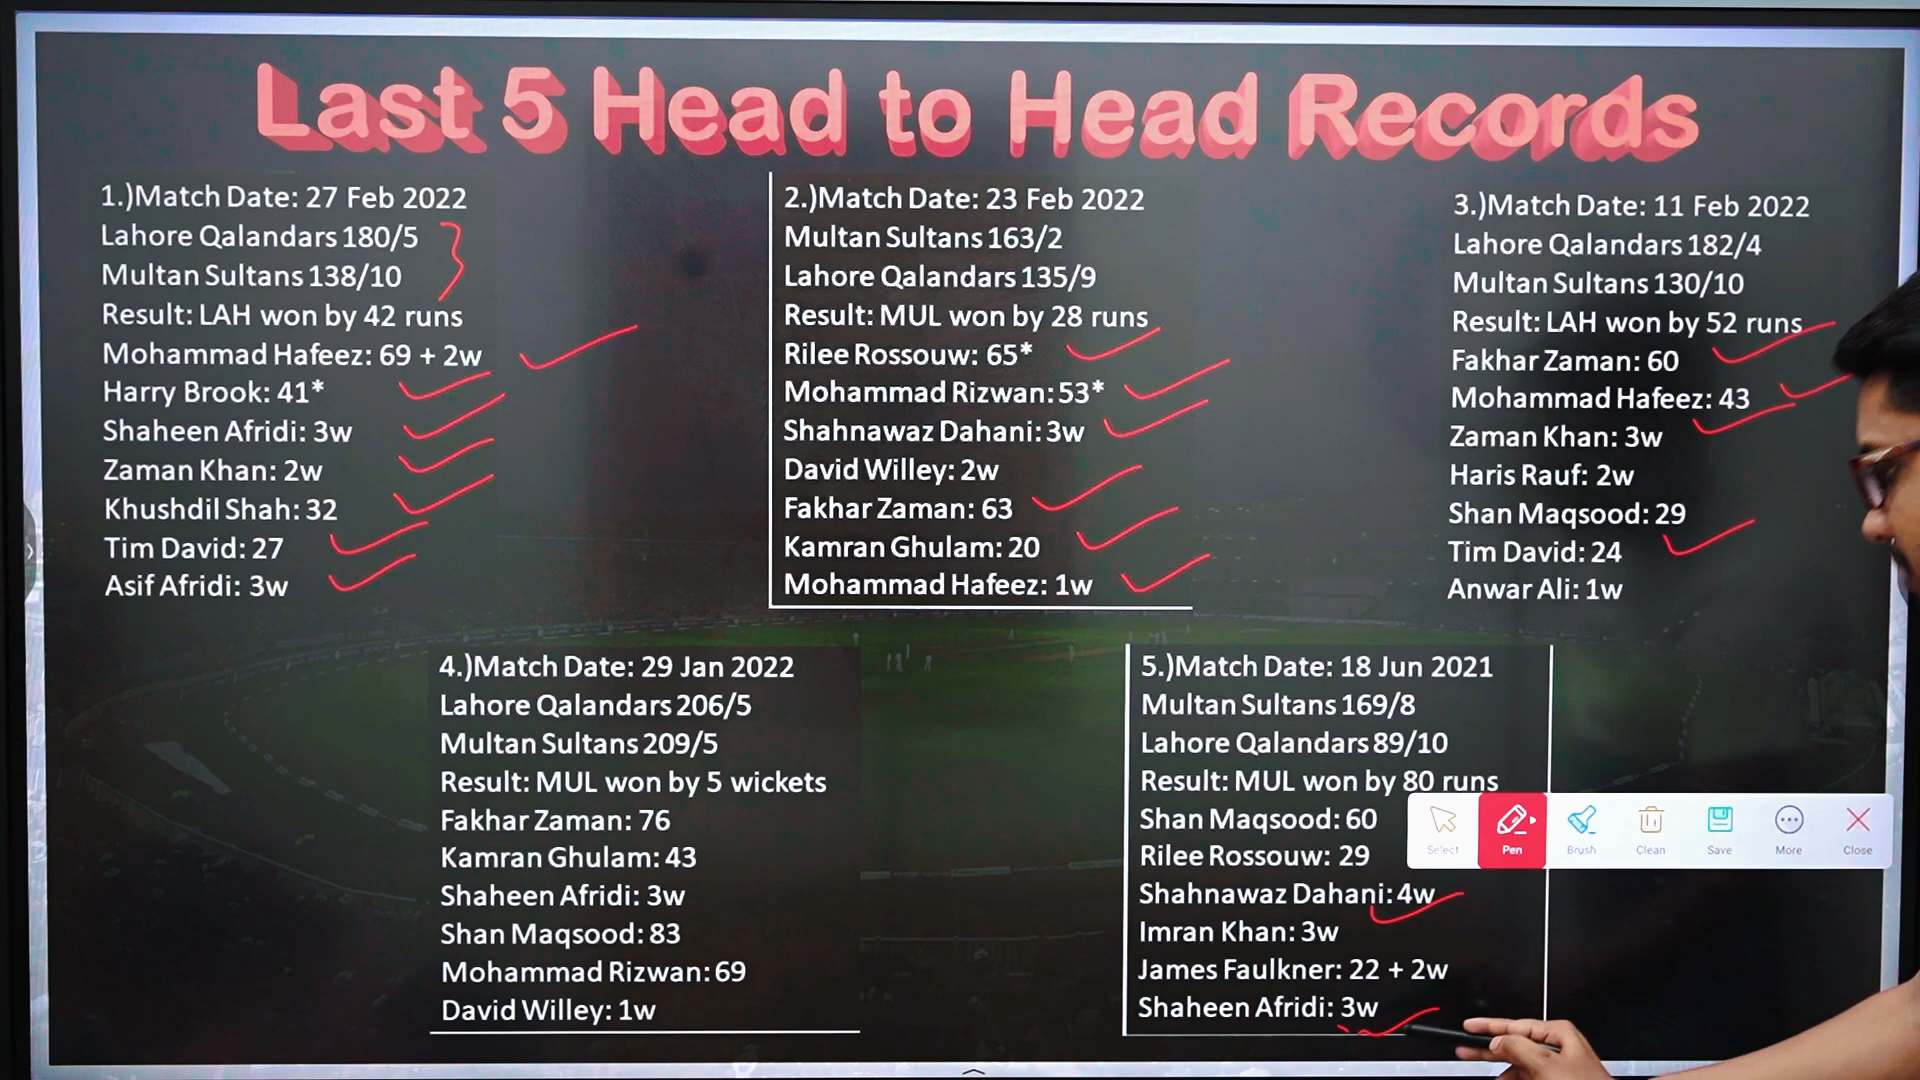 Last 5 Head to Head Records
1.)Match Date: 27 Feb 2022
Lahore Qalandars 180/5
Multan Sultans 138/10
Result: LAH won by 42 runs
Mohammad Hafeez: 69 + 2w
Harry Brook: 41*
Shaheen Afridi: 3w
Zaman Khan: 2w
Khushdil Shah: 32
Tim David: 27
Asif Afridi: 3w
2.)Match Date: 23 Feb 2022
Multan Sultans 163/2
Lahore Qalandars 135/9
Result: MUL won by 28 runs
Rilee Rossouw: 65*
Mohammad Rizwan: 53*
Shahnawaz Dahani: 3w
David Willey: 2w
Fakhar Zaman: 63
Kamran Ghulam: 20
Mohammad Hafeez: 1w
3.)Match Date: 11 Feb 2022
Lahore Qalandars 182/4
Multan Sultans 130/10
Result: LAH won by 52 runs
Fakhar Zaman: 60
Mohammad Hafeez: 43
Zaman Khan: 3w
Haris Rauf: 2w
Shan Maqsood: 29
Tim David: 24
Anwar Ali: 1w
4.)Match Date: 29 Jan 2022
Lahore Qalandars 206/5
Multan Sultans 209/5
Result: MUL won by 5 wickets
Fakhar Zaman: 76
Kamran Ghulam: 43
Shaheen Afridi: 3w
Shan Maqsood: 83
Mohammad Rizwan: 69
David Willey: 1w
5.)Match Date: 18 Jun 2021
Multan Sultans 169/8
Lahore Qalandars 89/10
Result: MUL won by 80 runs
Shan Maqsood: 60
Rilee Rossouw: 29
Shahnawaz Dahani: 4w
Imran Khan: 3w
James Faulkner: 22 + 2w
Shaheen Afridi: 3w
Select Pen Brush Clean Save More Close